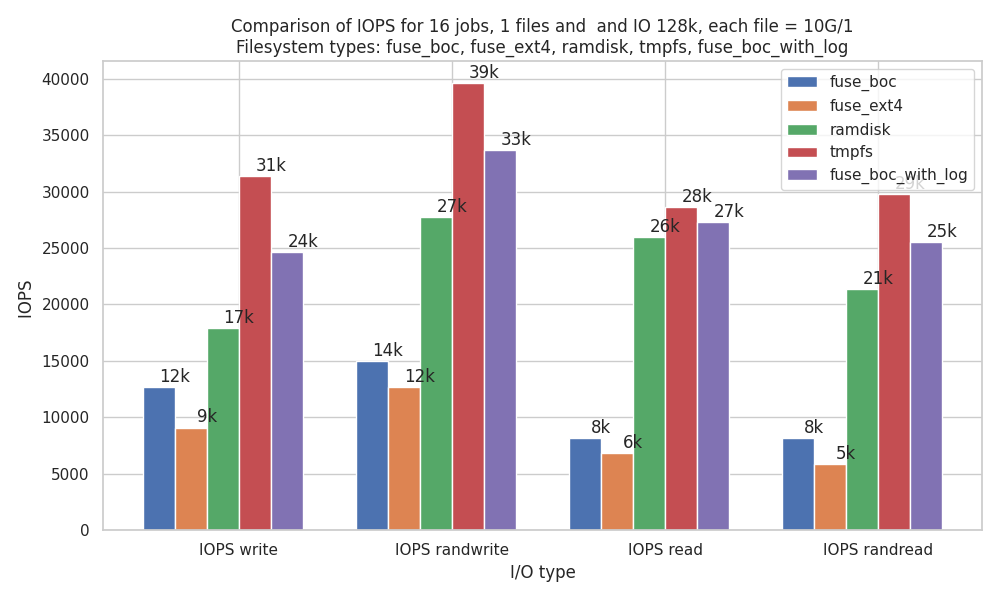 Comparison of IOPS for 16 jobs, 1 files and  and IO 128k, each file = 10G/1
Filesystem types: fuse_boc, fuse_ext4, ramdisk, tmpfs, fuse_boc_with_log
fuse_boc
fuse_ext4
ramdisk
tmpfs
fuse_boc_with_log
IOPS
40000
35000
30000
25000
20000
15000
10000
5000
0
12k
9k
17k
31k
24k
14k
12k
27k
39k
33k
8k
6k
26k
28k
27k
8k
5k
21k
29k
25k
IOPS write
IOPS randwrite
IOPS read
IOPS randread
I/O type